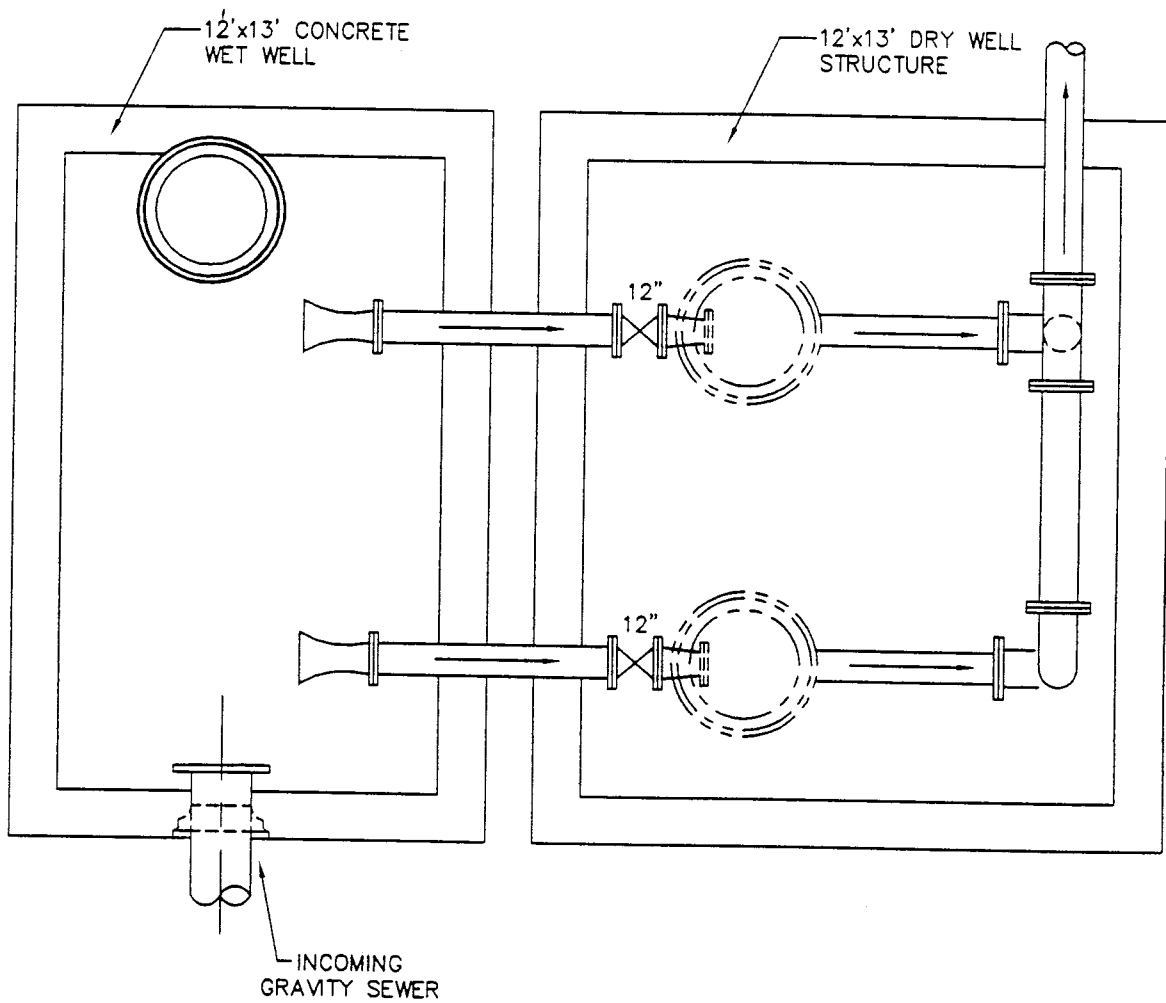 12'x13' CONCRETE
WET WELL
12'x13' DRY WELL
STRUCTURE
12"
12"
INCOMING
GRAVITY SEWER